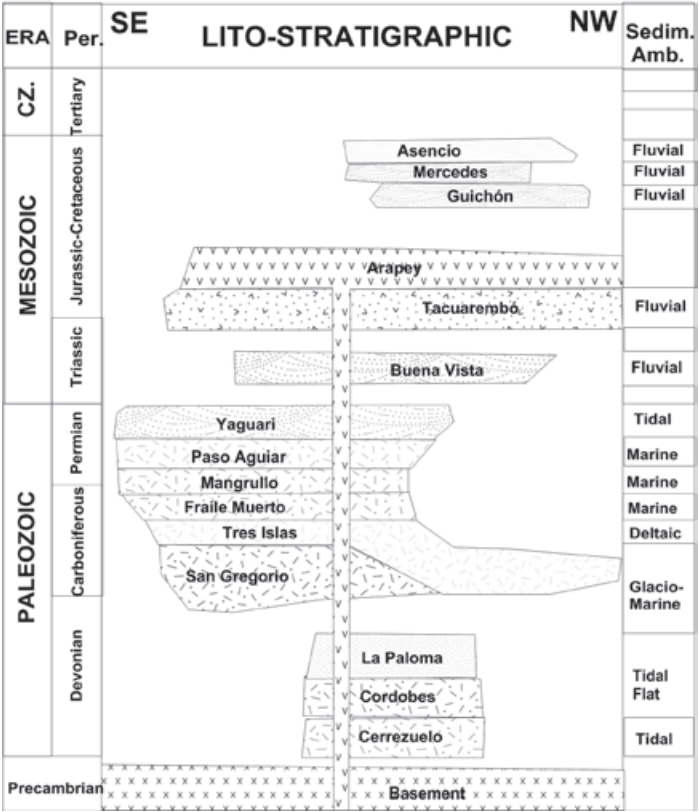 ERA
Per.
SE
LITO-STRATIGRAPHIC
NW
Sedim.
Amb.
CZ.
Tertiary
MESOZOIC
Jurassic-Cretaceous
Triassic
PALEOZOIC
Permian
Carboniferous
Devonian
Precambrian
Asencio
Fluvial
Mercedes
Fluvial
Guichón
Fluvial
Arapey
Tacuarembó
Fluvial
Buena Vista
Fluvial
Yaguari
Tidal
Paso Aguiar
Marine
Mangrullo
Marine
Fraile Muerto
Marine
Tres Islas
Deltaic
San Gregorio
Glacio-
Marine
La Paloma
Tidal
Flat
Cordobes
Cerrezuelo
Tidal
Basement